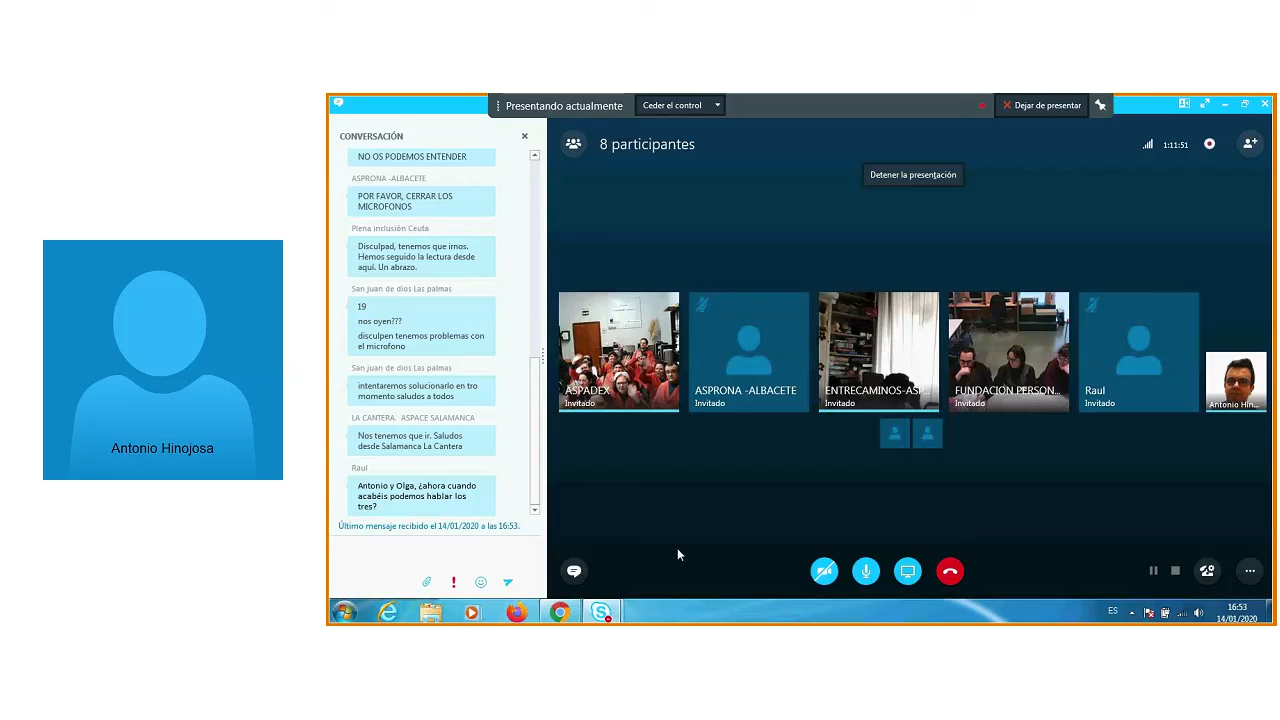 Presentando actualmente
Ceder el control
Dejar de presentar
CONVERSACIÓN
NO OS PODEMOS ENTENDER
ASPRONA -ALBACETE
POR FAVOR, CERRAR LOS
MICROFONOS
Plena inclusión Ceuta
Disculpad, tenemos que irnos.
Hemos seguido la lectura desde
aquí. Un abrazo.
San juan de dios Las palmas
19
nos oyen???
disculpen tenemos problemas con
el microfono
San juan de dios Las palmas
intentaremos solucionarlo en tro
momento saludos a todos
LA CANTERA. ASPACE SALAMANCA
Nos tenemos que ir. Saludos
desde Salamanca La Cantera
Raul
Antonio y Olga, ¿ahora cuando
acabéis podemos hablar los
tres?
Último mensaje recibido el 14/01/2020 a las 16:53.
8 participantes
1:11:51
Detener la presentación
ASPADEX
Invitado
ASPRONA -ALBACETE
Invitado
ENTRECAMINOS-ASP...
Invitado
FUNDACIÓN PERSON...
Invitado
Raul
Invitado
Antonio Hin...
Antonio Hinojosa
ES
16:53
14/01/2020